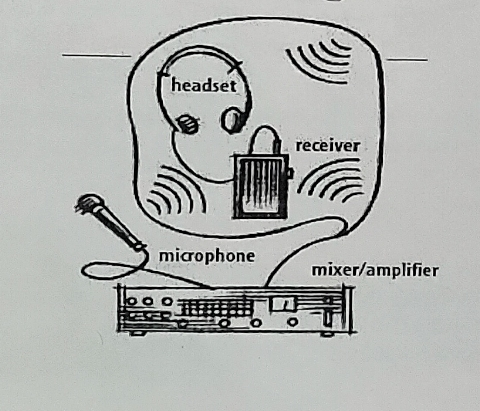 headset
receiver
microphone
mixer/amplifier